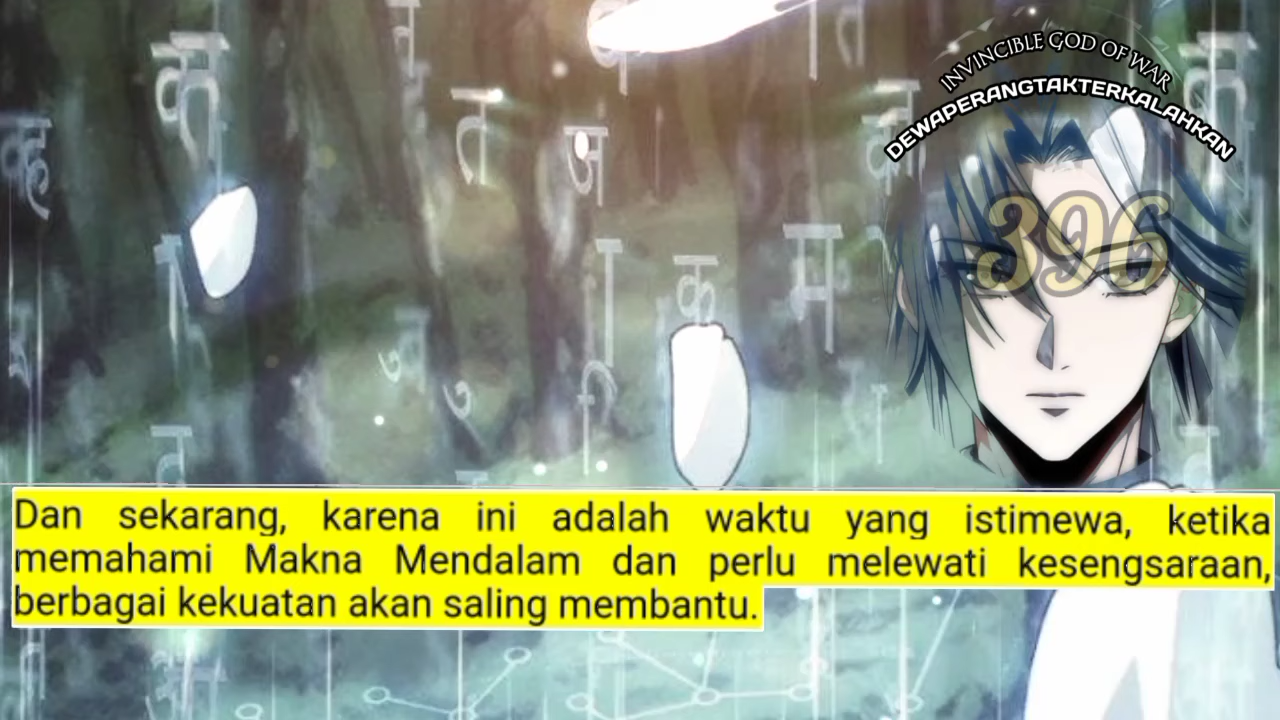 INVINCIBLE GOD OF WAR
DEWAPERANGTAKTERKALAHKAN
396
Dan sekarang, karena ini adalah waktu yang istimewa, ketika
memahami Makna Mendalam dan perlu melewati kesengsaraan,
berbagai kekuatan akan saling membantu.